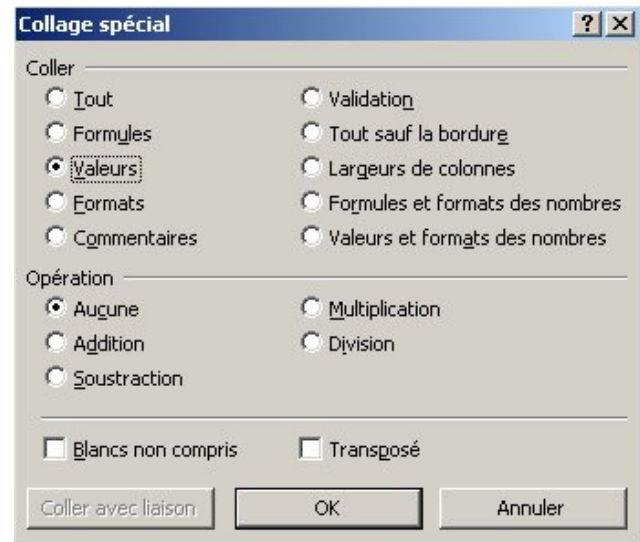 Collage spécial
Coller
Tout
Validation
Formules
Tout sauf la bordure
Valeurs
Largeurs de colonnes
Formats
Formules et formats des nombres
Commentaires
Valeurs et formats des nombres
Opération
Aucune
Multiplication
Addition
Division
Soustraction
Blancs non compris
Transposé
Coller avec liaison
OK
Annuler